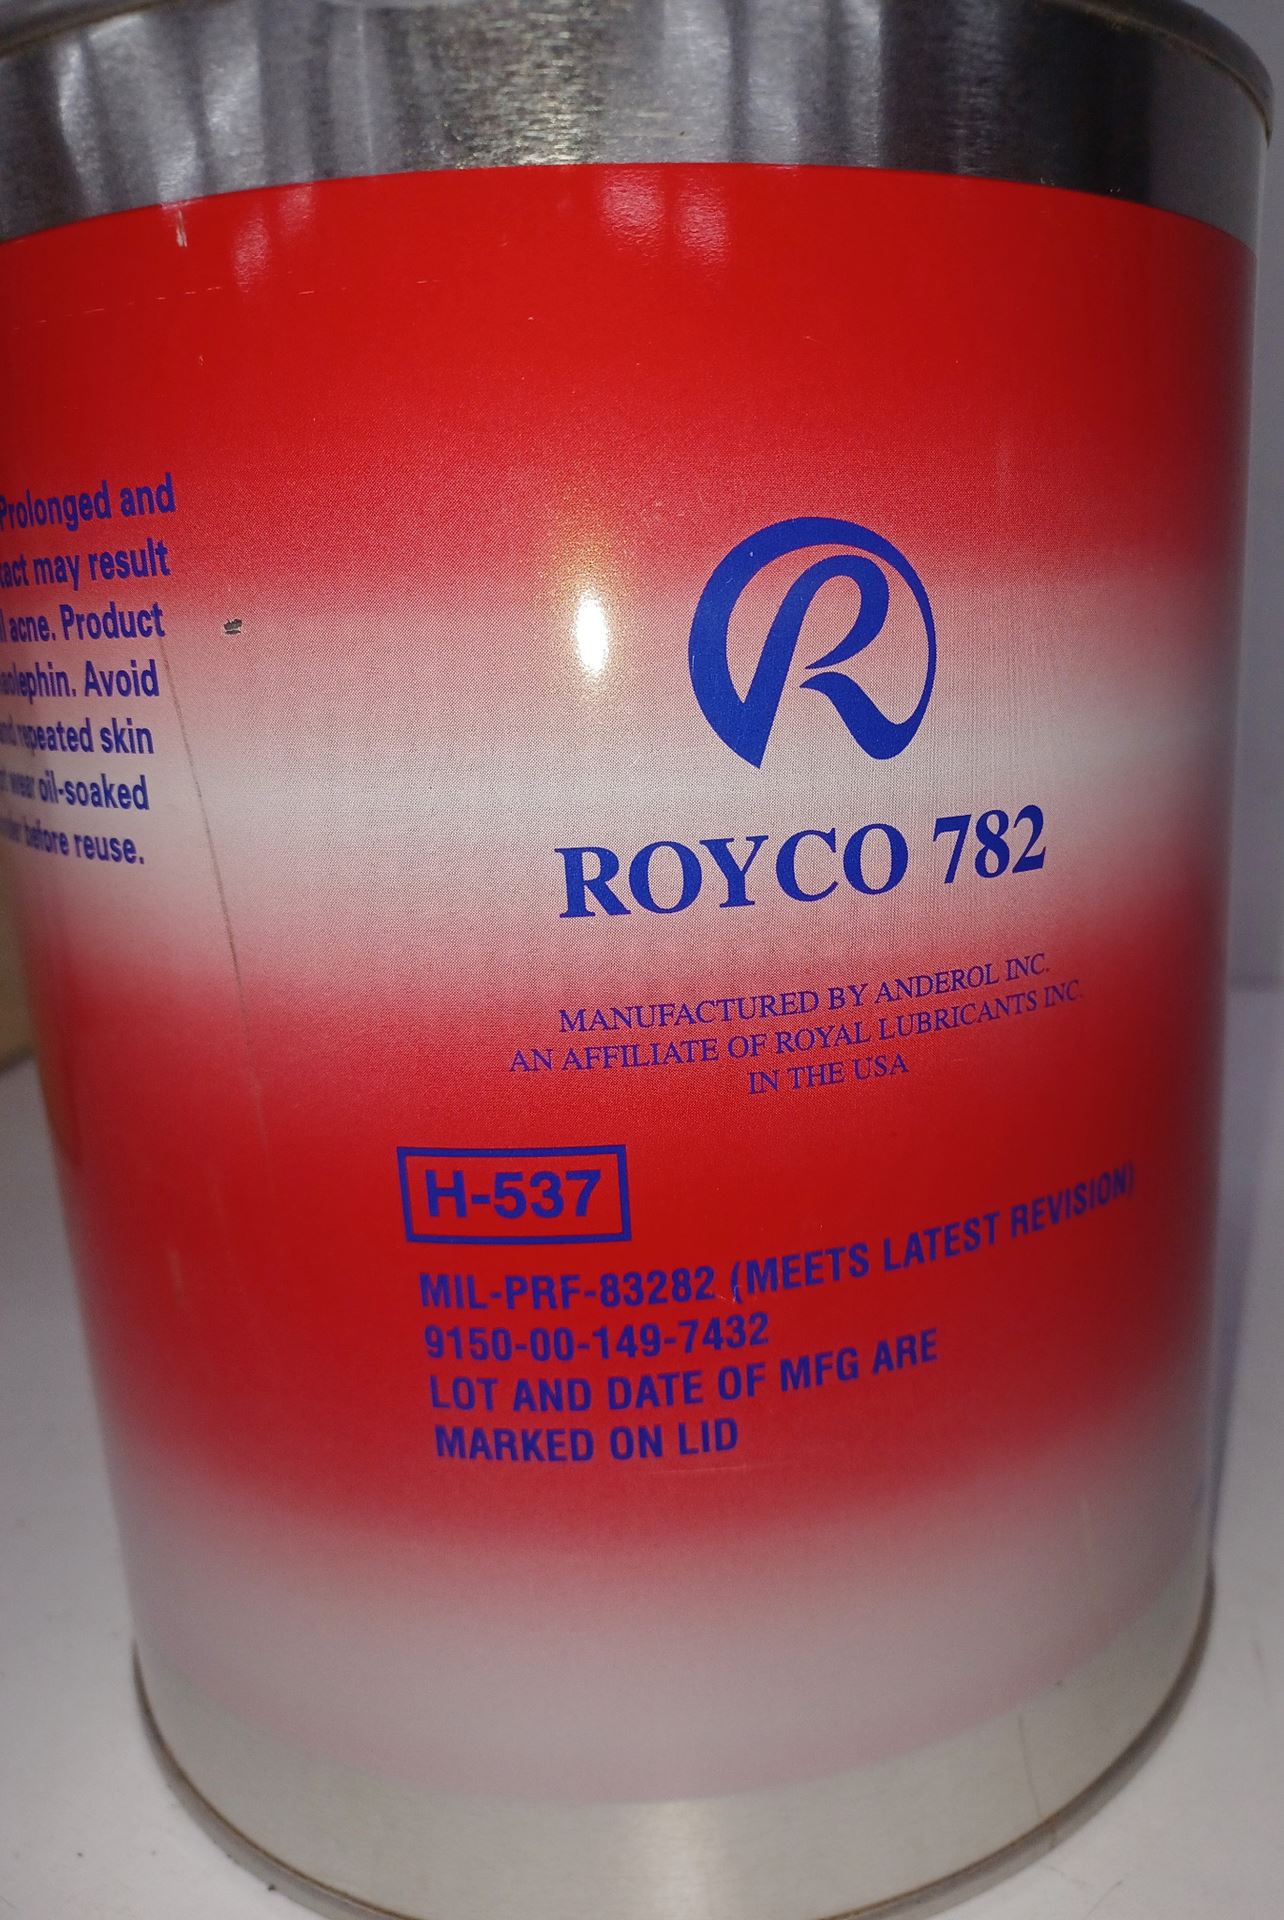 Prolonged and
may result
acne. Product
Avoid
repeated skin
wear oil-soaked
before reuse.
R
ROYCO 782
MANUFACTURED BY ANDEROL INC.
AN AFFILIATE OF ROYAL LUBRICANTS INC.
IN THE USA
H-537
MIL-PRF-83282 (MEETS LATEST REVISION)
9150-00-149-7432
LOT AND DATE OF MFG ARE
MARKED ON LID